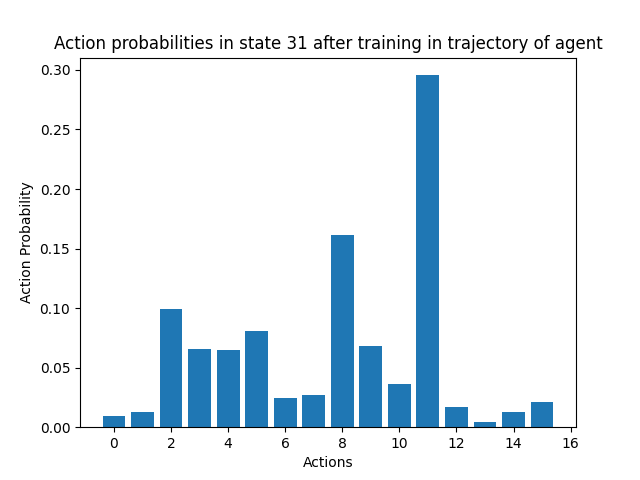 Action probabilities in state 31 after training in trajectory of agent
0.30
0.25
0.20
0.15
0.10
0.05
0.00
Action Probability
0 2 4 6 8 10 12 14 16
Actions